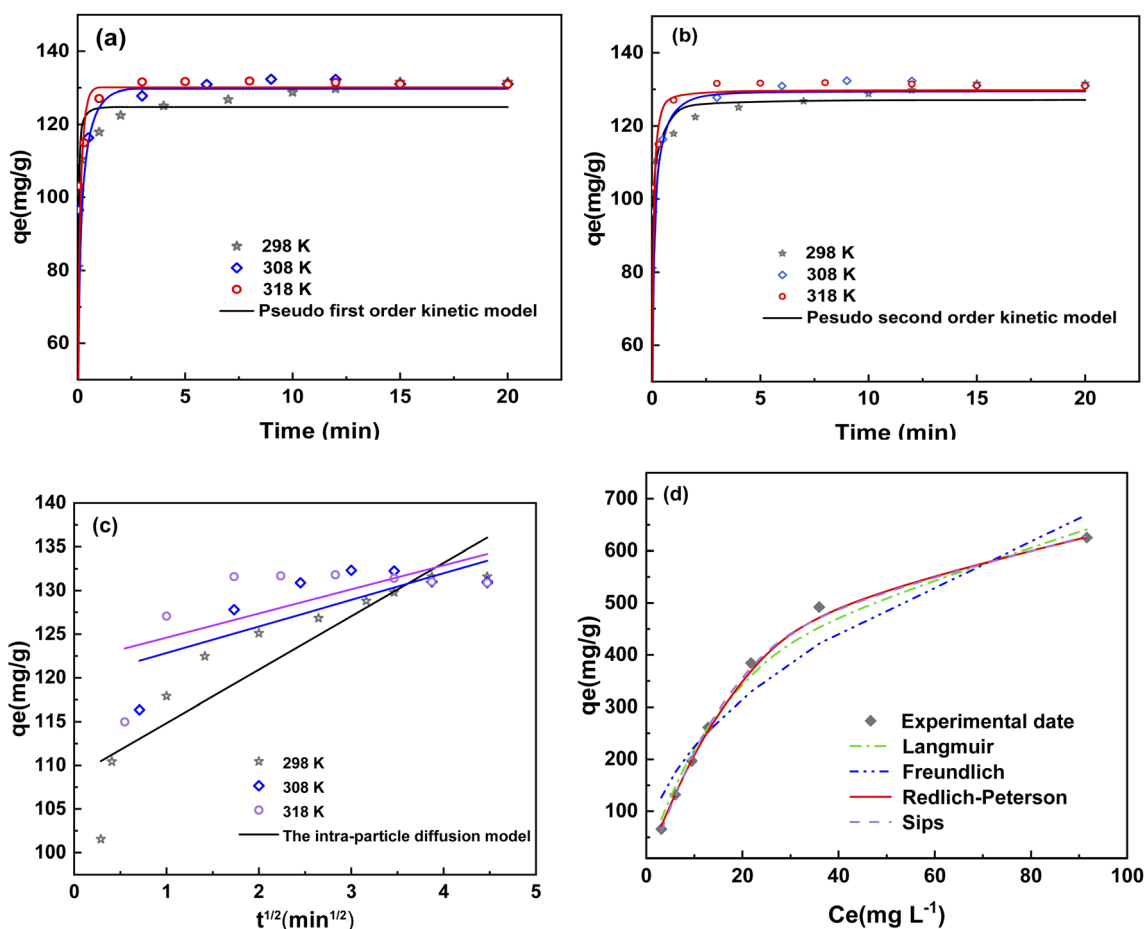 (a)
140
120
100
80
60
qe(mg/g)
0 5 10 15 20
Time (min)
298 K
308 K
318 K
Pseudo first order kinetic model
(b)
140
120
100
80
60
qe(mg/g)
0 5 10 15 20
Time (min)
298 K
308 K
318 K
Pesudo second order kinetic model
(c)
140
135
130
125
120
115
110
105
100
qe(mg/g)
0 1 2 3 4 5
t1/2(min1/2)
298 K
308 K
318 K
The intra-particle diffusion model
(d)
700
600
500
400
300
200
100
0
qe(mg/g)
0 20 40 60 80 100
Ce(mg L-1)
Experimental date
Langmuir
Freundlich
Redlich-Peterson
Sips